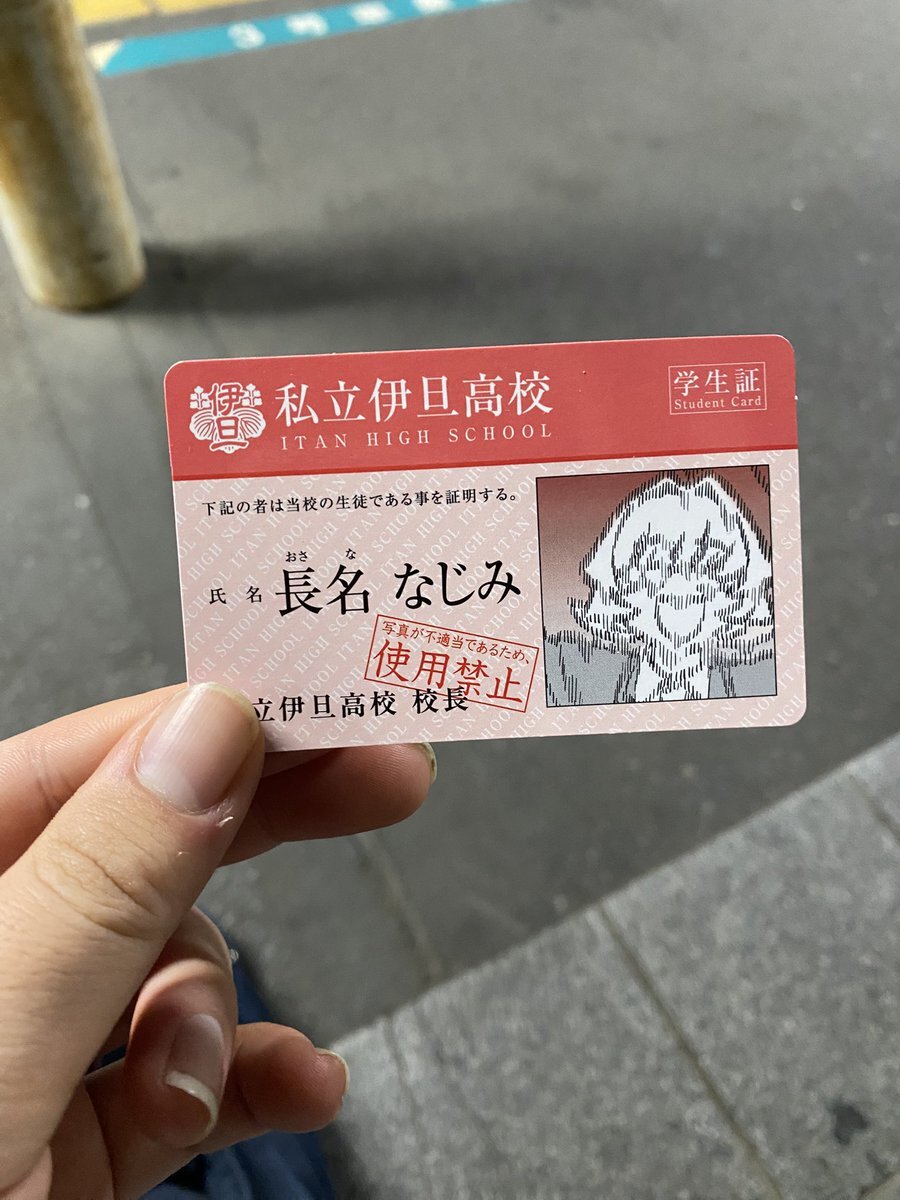 伊旦
私立伊旦高校
ITAN HIGH SCHOOL
学生証
Student Card
下記の者は当校の生徒である事を証明する。
おさ な
氏名 長名 なじみ
写真が不適当であるため、
使用禁止
立伊旦高校 校長